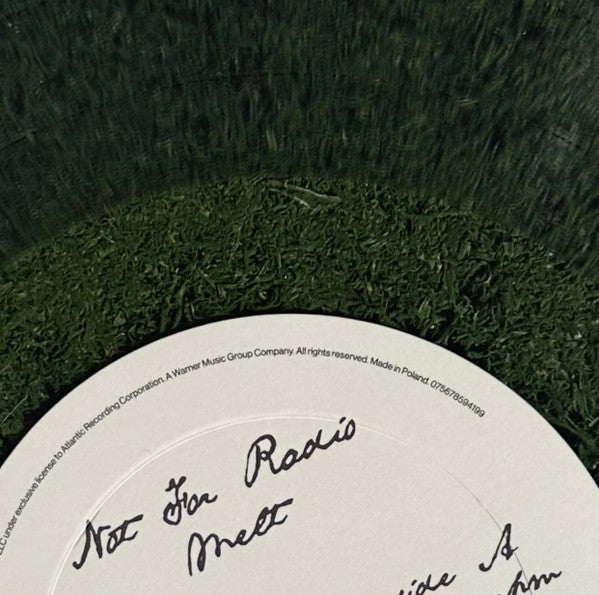 LLC under exclusive license to Atlantic Recording Corporation. A Warner Music Group Company. All rights reserved. Made in Poland. 075678594199
Not For Radio
Melt
Side A